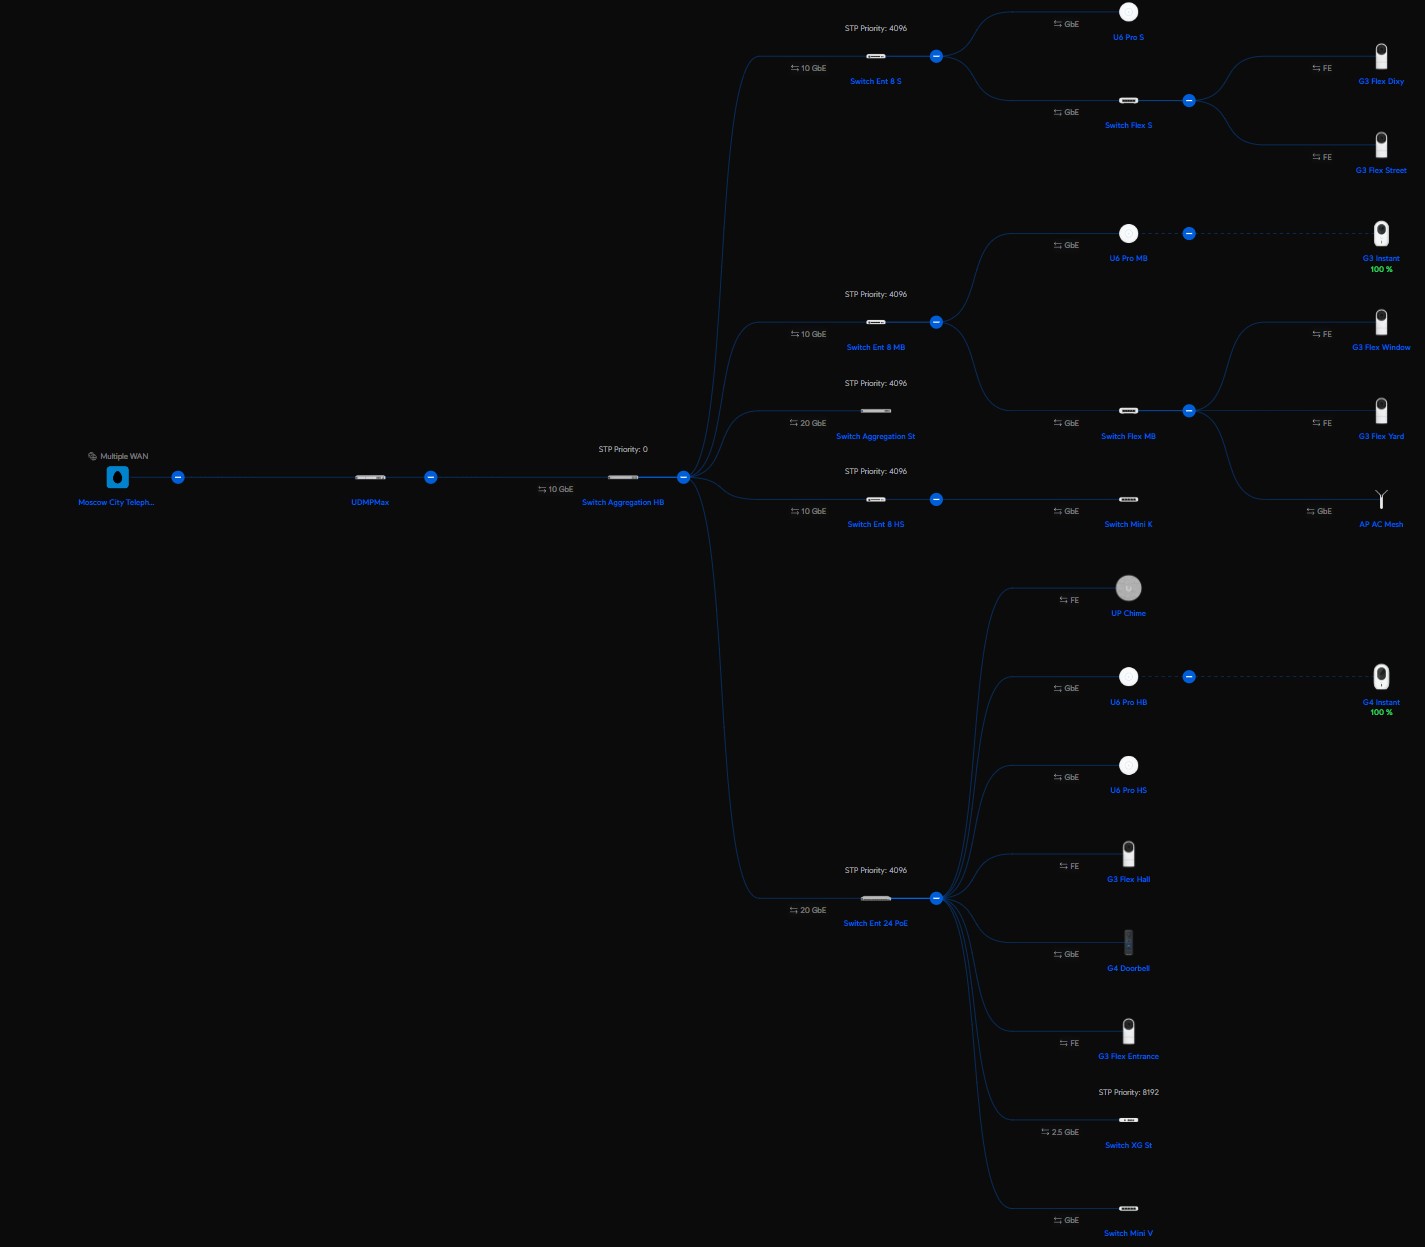 GbE
U6 Pro S
STP Priority: 4096
10 GbE
Switch Ent 8 S
FE
G3 Flex Dixy
GbE
Switch Flex S
FE
G3 Flex Street
GbE
U6 Pro MB
G3 Instant
100 %
STP Priority: 4096
10 GbE
Switch Ent 8 MB
FE
G3 Flex Window
STP Priority: 4096
20 GbE
Switch Aggregation St
GbE
Switch Flex MB
FE
G3 Flex Yard
Multiple WAN
Moscow City Teleph...
UDMPMax
STP Priority: 0
10 GbE
Switch Aggregation HB
STP Priority: 4096
10 GbE
Switch Ent 8 HS
GbE
Switch Mini K
GbE
AP AC Mesh
FE
UP Chime
GbE
U6 Pro HB
G4 Instant
100 %
GbE
U6 Pro HS
FE
G3 Flex Hall
STP Priority: 4096
20 GbE
Switch Ent 24 PoE
GbE
G4 Doorbell
FE
G3 Flex Entrance
STP Priority: 8192
2.5 GbE
Switch XG St
GbE
Switch Mini V